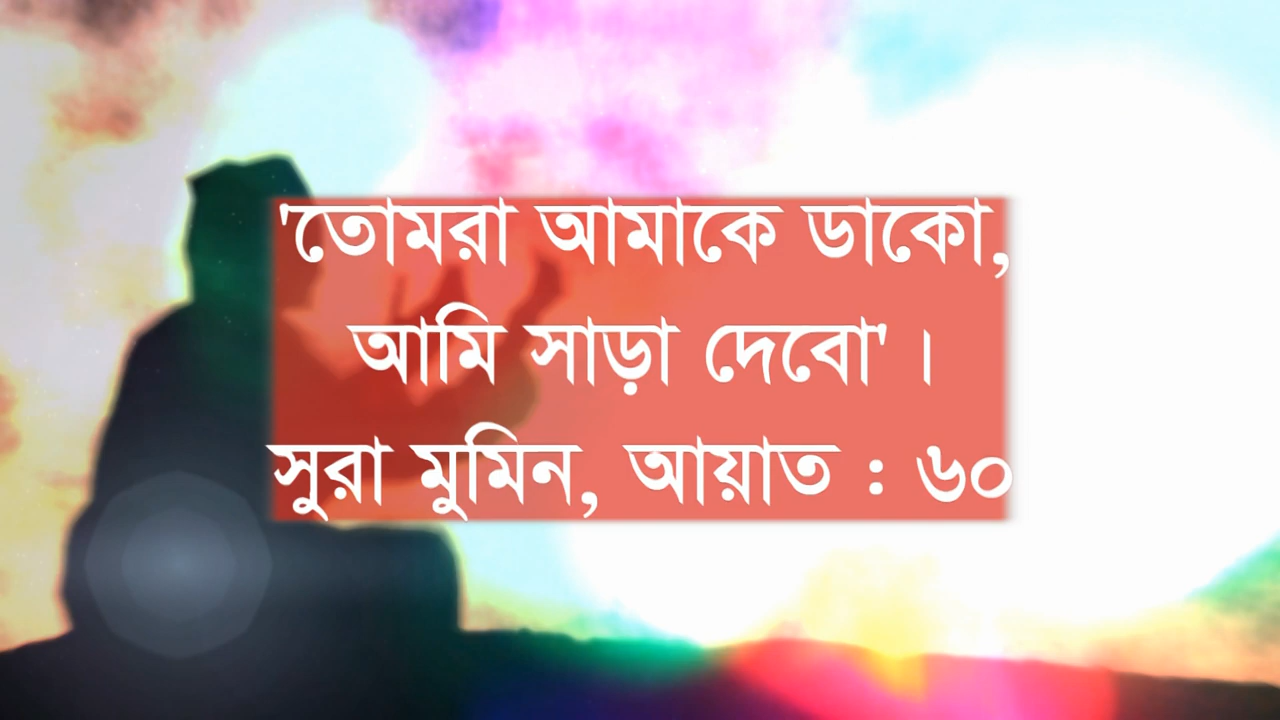 'তোমরা আমাকে ডাকো,
আমি সাড়া দেবো' ।
সুরা মুমিন, আয়াত : ৬০